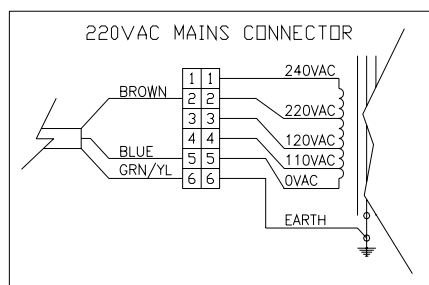 220VAC MAINS CONNECTOR
240VAC
1 1
BROWN
2 2
220VAC
3 3
120VAC
4 4
110VAC
BLUE
5 5
0VAC
GRN/YL
6 6
EARTH